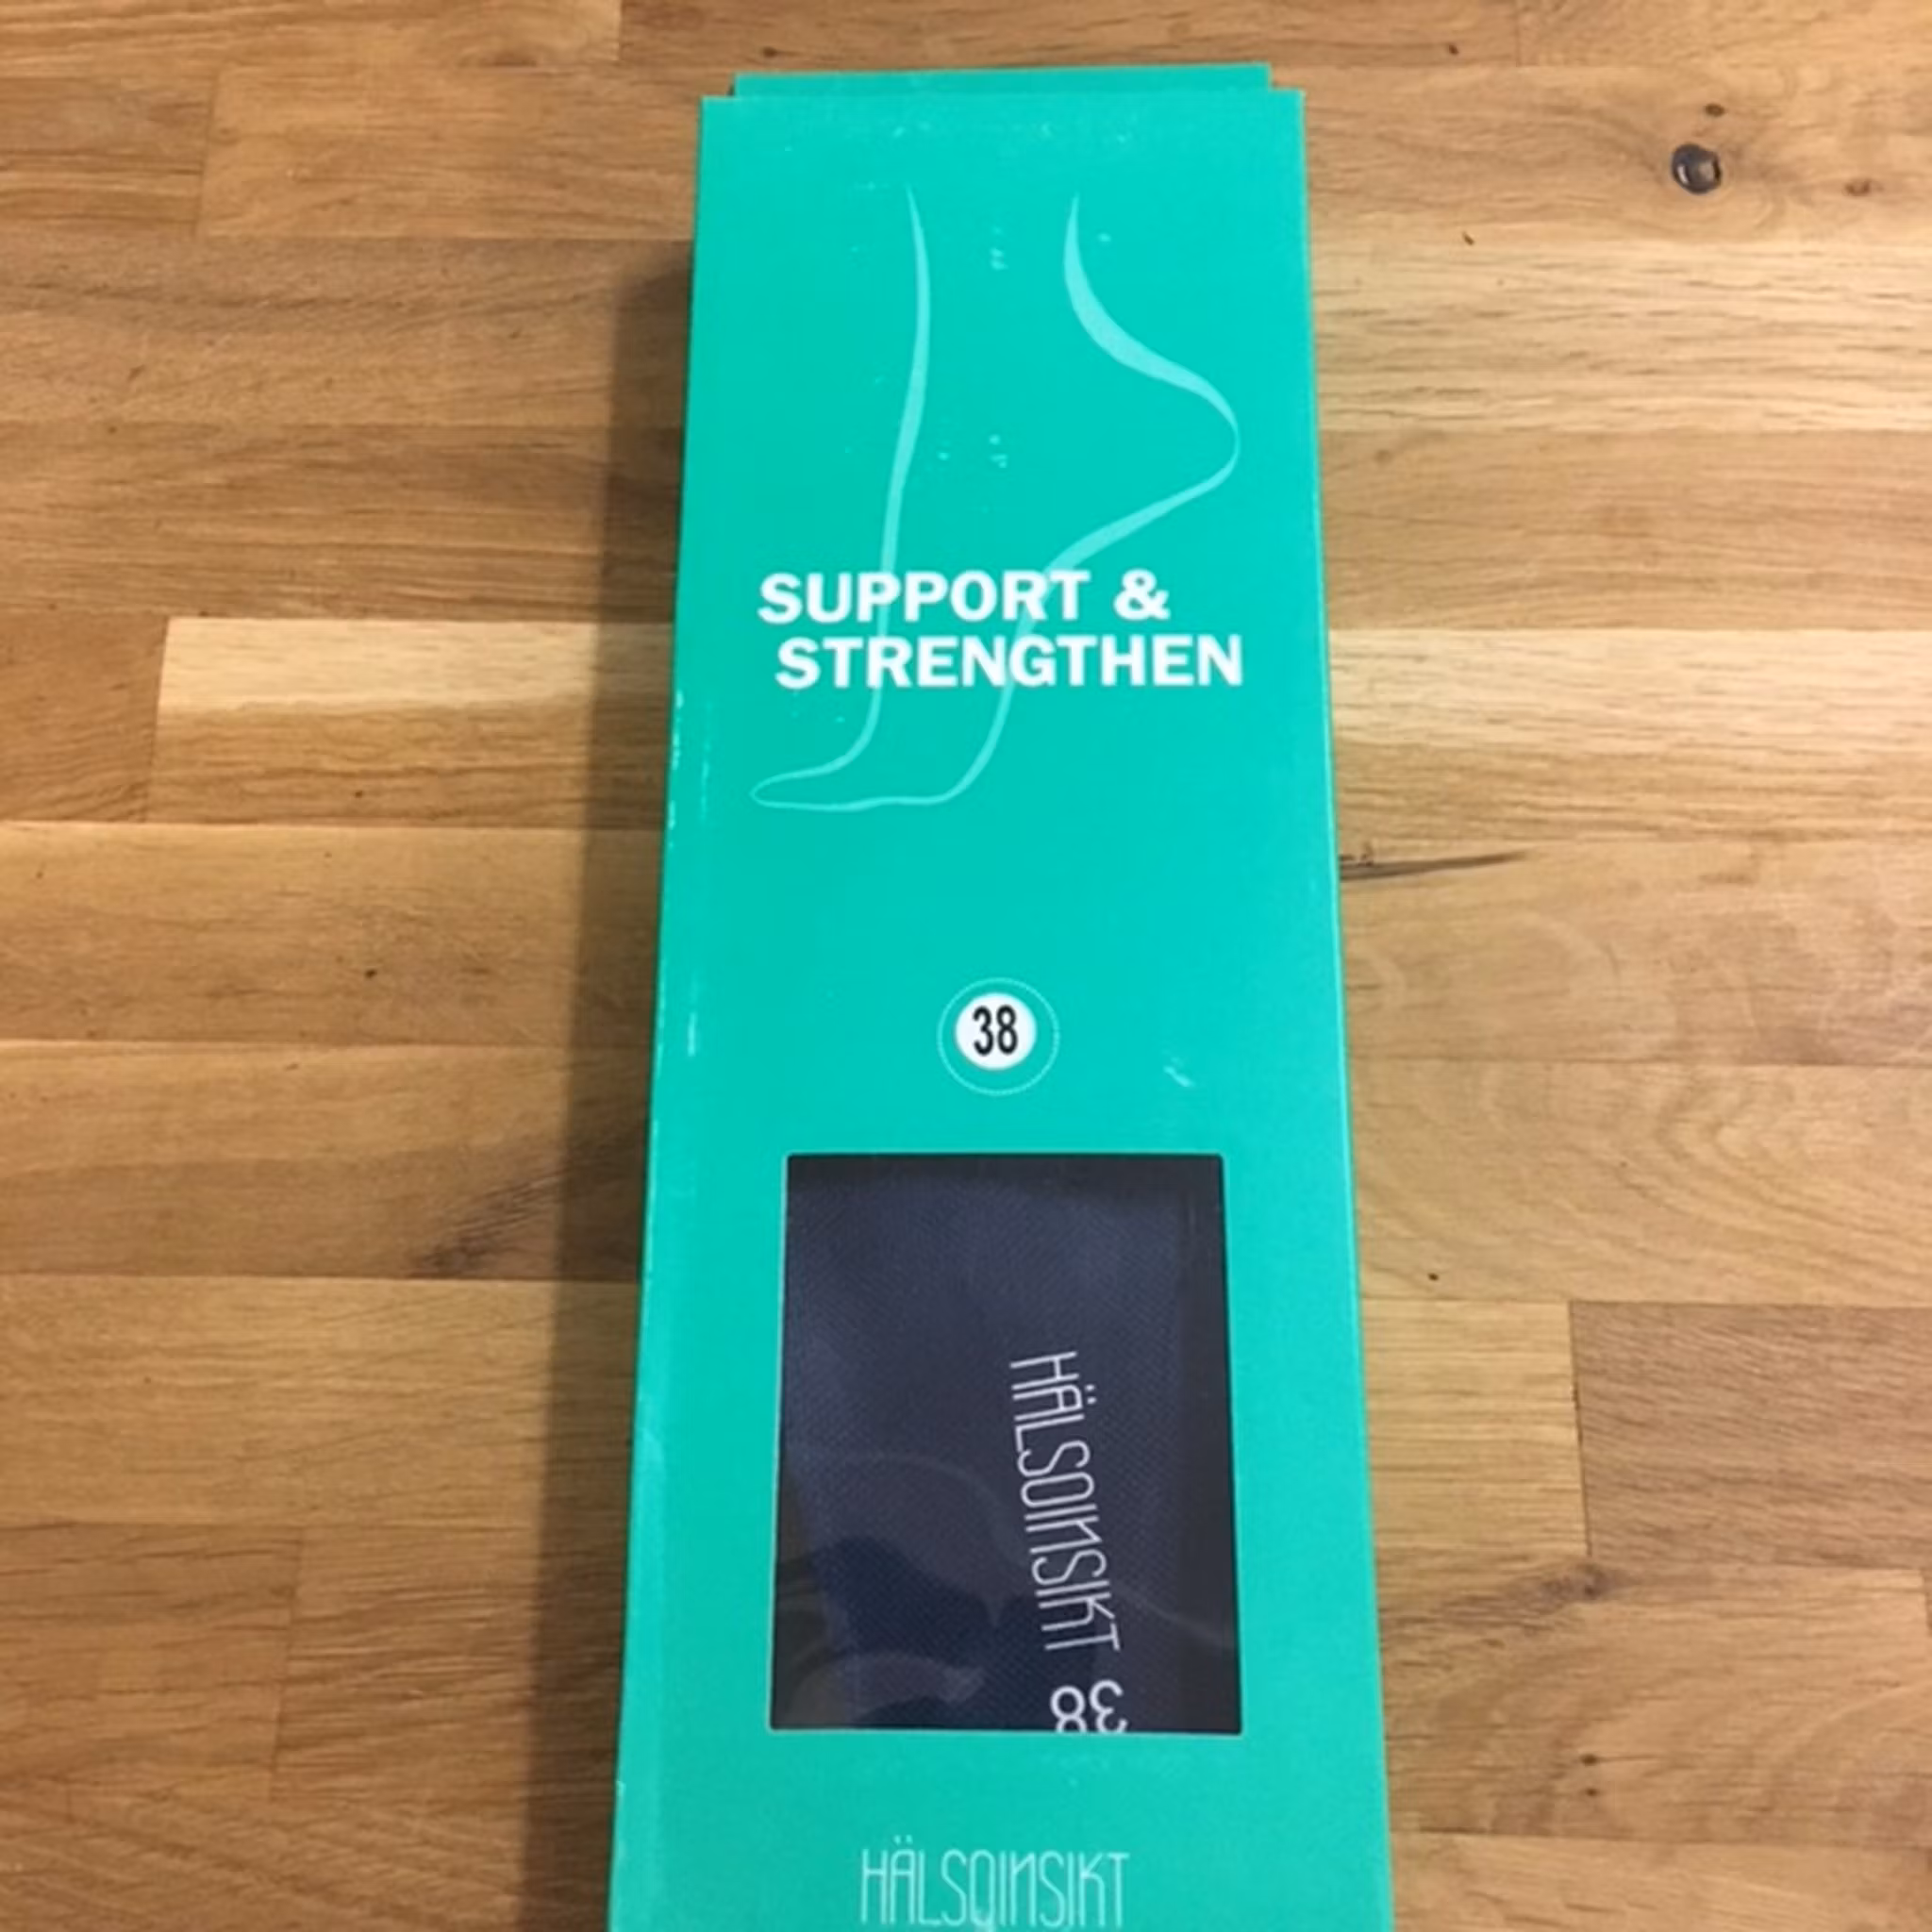 SUPPORT &
STRENGTHEN
38
HÄLSOINSIKT
38
HÄLSOINSIKT